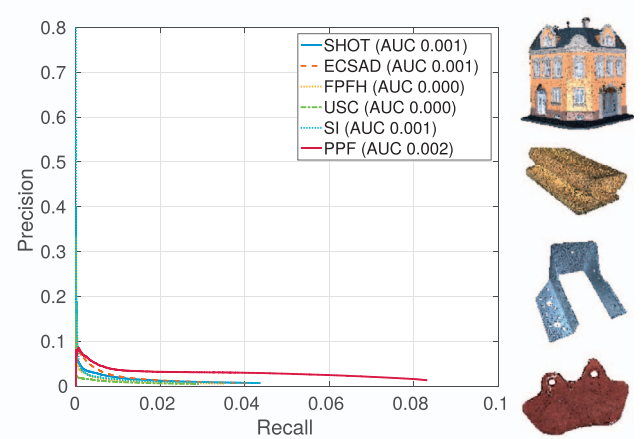 0.8
0.7
0.6
0.5
0.4
0.3
0.2
0.1
0
Precision
SHOT (AUC 0.001)
ECSAD (AUC 0.001)
FPFH (AUC 0.000)
USC (AUC 0.000)
SI (AUC 0.001)
PPF (AUC 0.002)
0 0.02 0.04 0.06 0.08 0.1
Recall